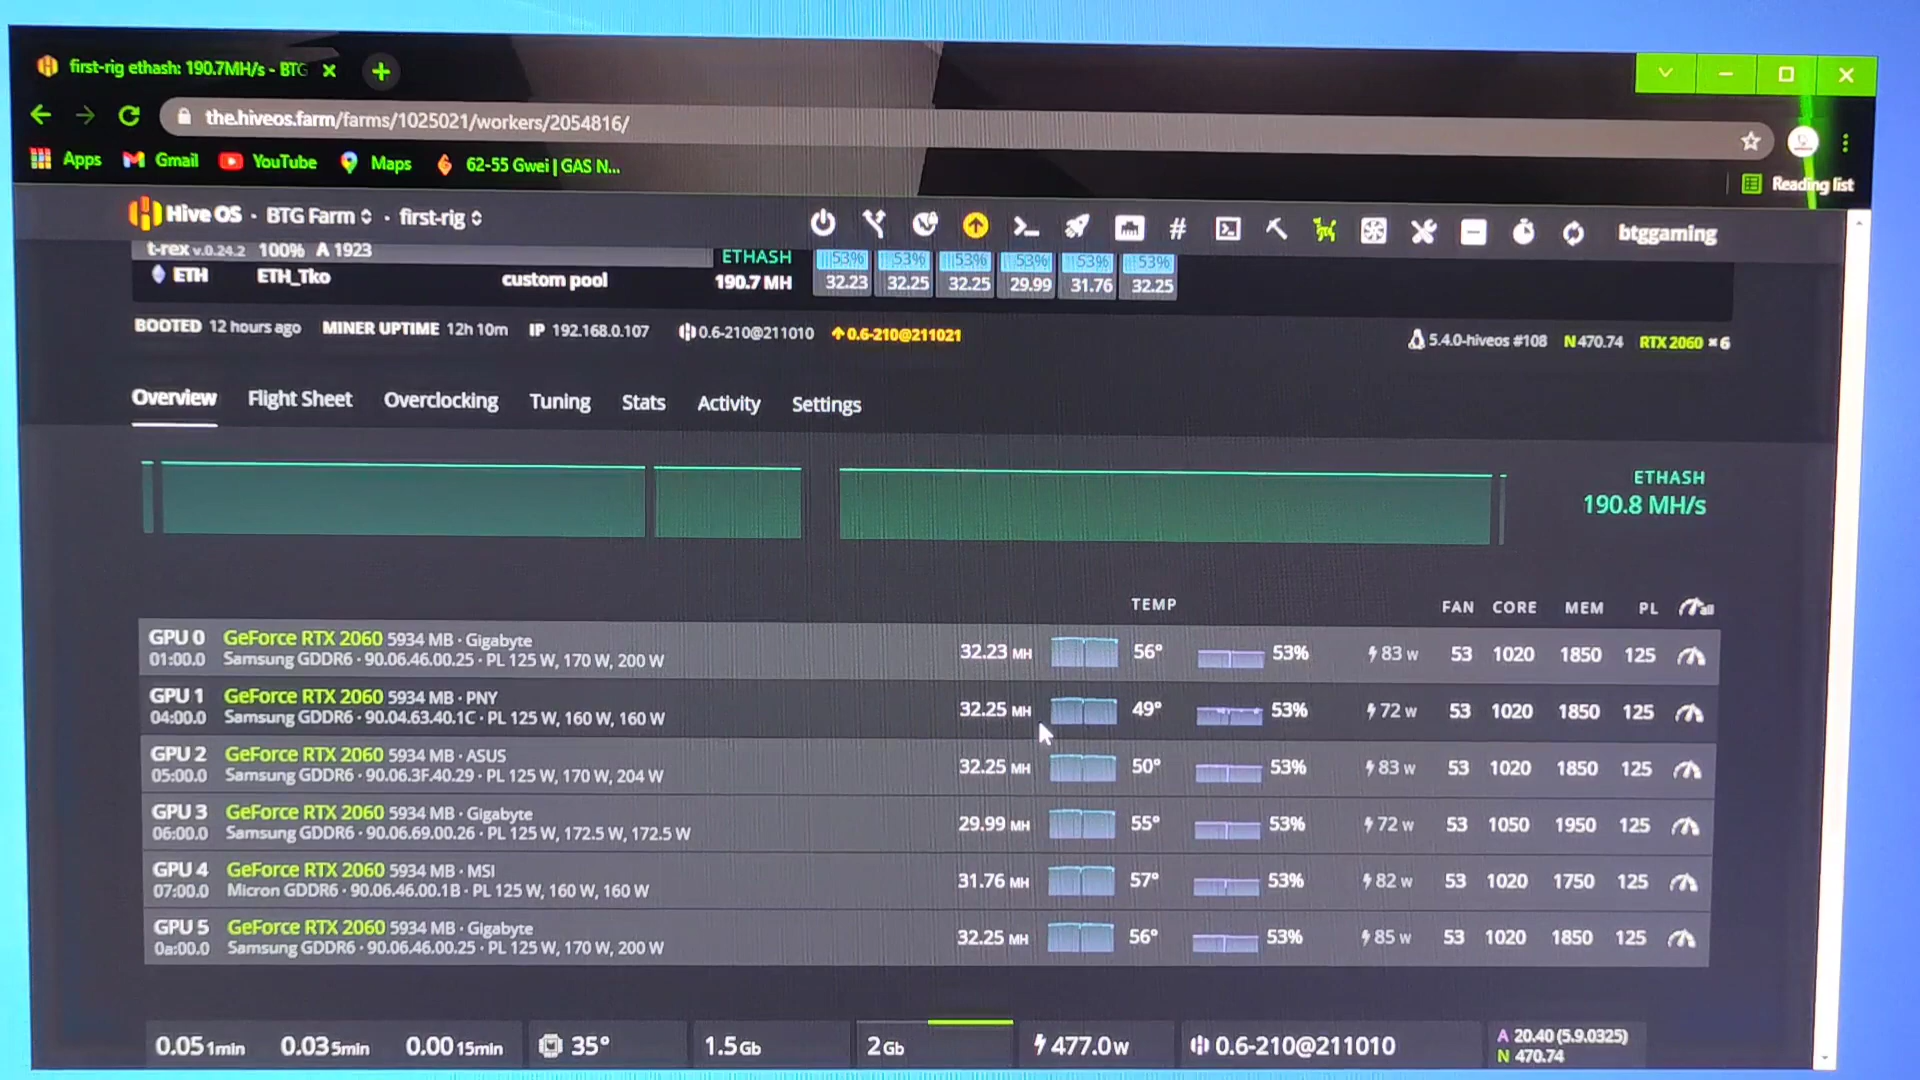 first-rig ethash: 190.7MH/s - BTG
the.hiveos.farm/farms/1025021/workers/2054816/
Apps Gmail YouTube Maps 62-55 Gwei | GAS N...
Reading list
Hive OS · BTG Farm · first-rig # btggaming
t-rex v.0.24.2 100% A 1923 ETHASH 53% 53% 53% 53% 53% 53%
ETH ETH_Tko custom pool 190.7 MH 32.23 32.25 32.25 29.99 31.76 32.25
BOOTED 12 hours ago MINER UPTIME 12h 10m IP 192.168.0.107 0.6-210@211010 0.6-210@211021 5.4.0-hiveos #108 N 470.74 RTX 2060 × 6
Overview Flight Sheet Overclocking Tuning Stats Activity Settings
ETHASH
190.8 MH/s
TEMP FAN CORE MEM PL all
GPU 0 GeForce RTX 2060 5934 MB · Gigabyte 32.23 MH 56° 53% 83 W 53 1020 1850 125
01:00.0 Samsung GDDR6 · 90.06.46.00.25 · PL 125 W, 170 W, 200 W
GPU 1 GeForce RTX 2060 5934 MB · PNY 32.25 MH 49° 53% 72 W 53 1020 1850 125
04:00.0 Samsung GDDR6 · 90.04.63.40.1C · PL 125 W, 160 W, 160 W
GPU 2 GeForce RTX 2060 5934 MB · ASUS 32.25 MH 50° 53% 83 W 53 1020 1850 125
05:00.0 Samsung GDDR6 · 90.06.3F.40.29 · PL 125 W, 170 W, 204 W
GPU 3 GeForce RTX 2060 5934 MB · Gigabyte 29.99 MH 55° 53% 72 W 53 1050 1950 125
06:00.0 Samsung GDDR6 · 90.06.69.00.26 · PL 125 W, 172.5 W, 172.5 W
GPU 4 GeForce RTX 2060 5934 MB · MSI 31.76 MH 57° 53% 82 W 53 1020 1750 125
07:00.0 Micron GDDR6 · 90.06.46.00.1B · PL 125 W, 160 W, 160 W
GPU 5 GeForce RTX 2060 5934 MB · Gigabyte 32.25 MH 56° 53% 85 W 53 1020 1850 125
0a:00.0 Samsung GDDR6 · 90.06.46.00.25 · PL 125 W, 170 W, 200 W
0.05 1min 0.03 5min 0.00 15min 35° 1.5 Gb 2 Gb 477.0 W 0.6-210@211010 A 20.40 (5.9.0325)
N 470.74